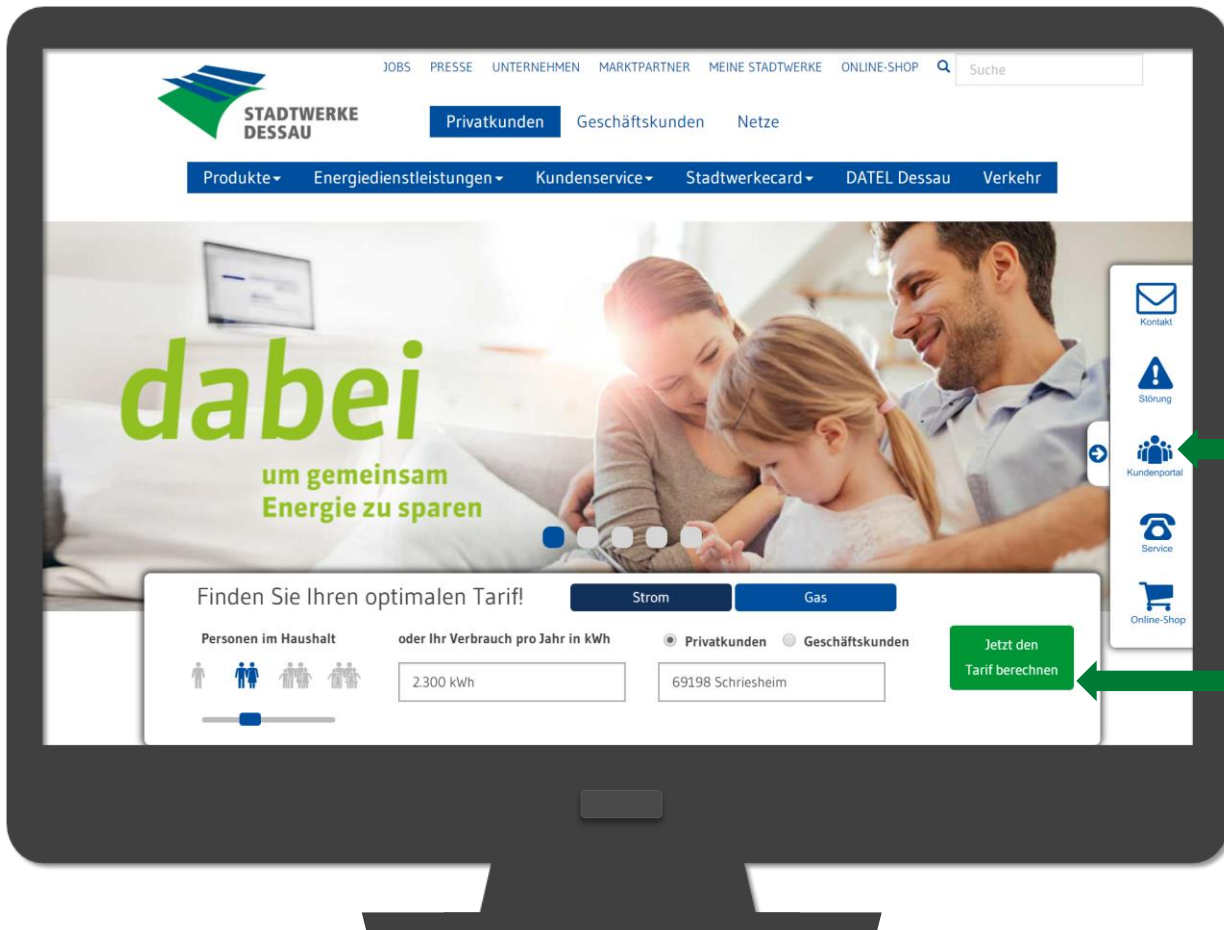 JOBS PRESSE UNTERNEHMEN MARKTPARTNER MEINE STADTWERKE ONLINE-SHOP Suche
STADTWERKE
DESSAU
Privatkunden Geschäftskunden Netze
Produkte Energiedienstleistungen Kundenservice Stadtwerkecard DATEL Dessau Verkehr
dabei
um gemeinsam
Energie zu sparen
Kontakt
Störung
Kundenportal
Service
Online-Shop
Finden Sie Ihren optimalen Tarif! Strom Gas
Personen im Haushalt oder Ihr Verbrauch pro Jahr in kWh Privatkunden Geschäftskunden
2.300 kWh 69198 Schriesheim
Jetzt den
Tarif berechnen